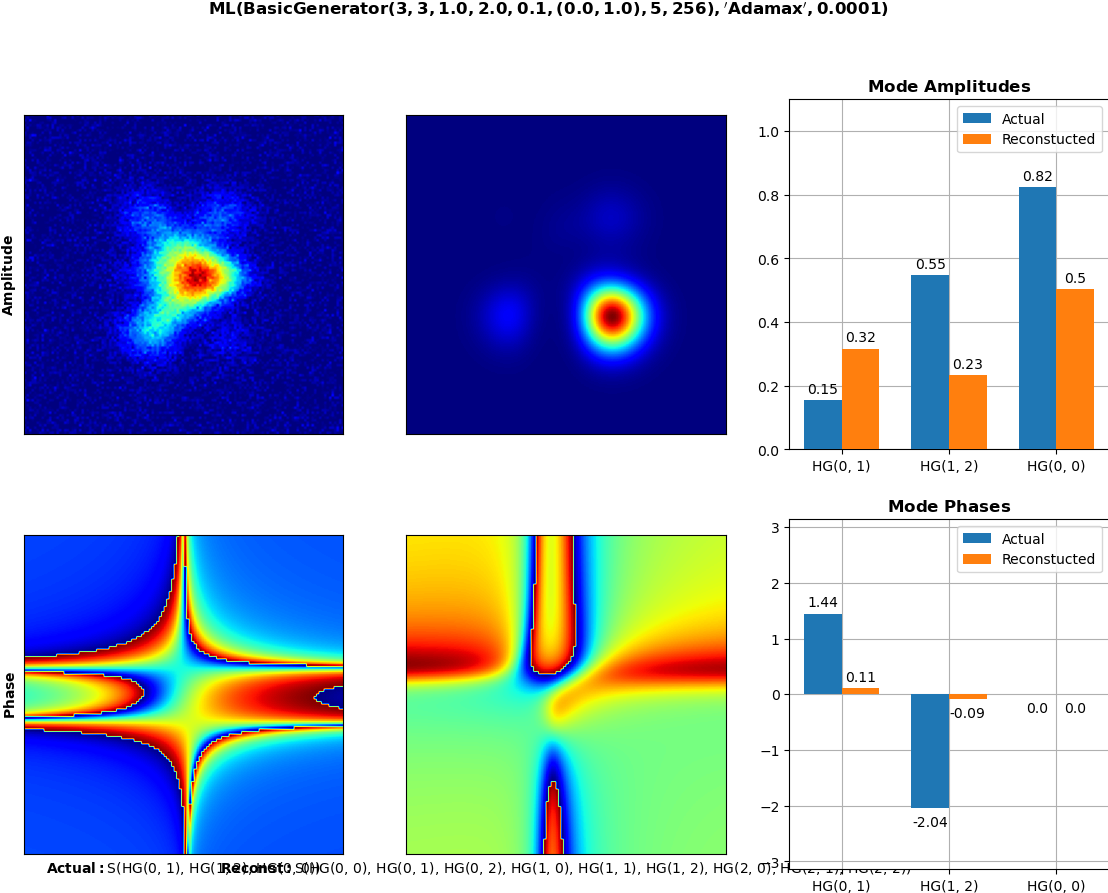 ML(BasicGenerator(3, 3, 1.0, 2.0, 0.1, (0.0, 1.0), 5, 256), 'Adamax', 0.0001)
Amplitude
Mode Amplitudes
Actual
Reconstucted
1.0
0.8
0.6
0.4
0.2
0.0
0.15
0.32
0.55
0.23
0.82
0.5
HG(0, 1)
HG(1, 2)
HG(0, 0)
Phase
Mode Phases
Actual
Reconstucted
3
2
1
0
−1
−2
−3
1.44
0.11
-2.04
-0.09
0.0
0.0
HG(0, 1)
HG(1, 2)
HG(0, 0)
Actual: S(HG(0, 1), HG(1, 2), HG(0, 0))
Reconst: S(HG(0, 0), HG(0, 1), HG(0, 2), HG(1, 0), HG(1, 1), HG(1, 2), HG(2, 0), HG(2, 1), HG(2, 2))